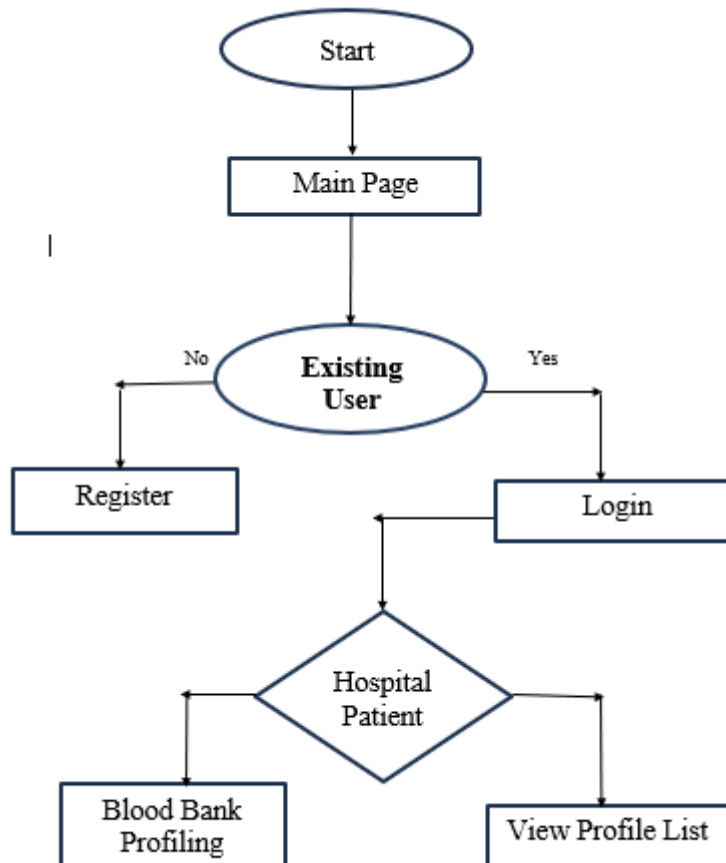 Start
Main Page
No
Existing
User
Yes
Register
Login
Hospital
Patient
Blood Bank
Profiling
View Profile List